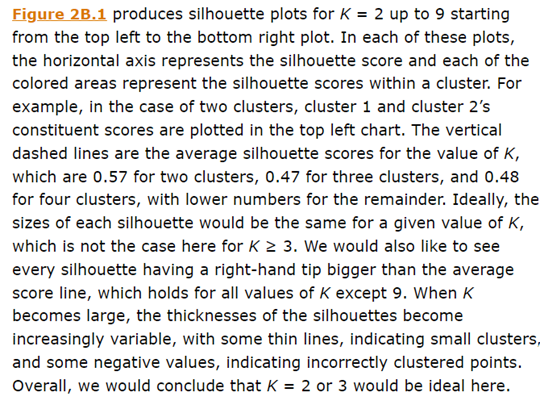 Figure 2B.1 produces silhouette plots for K = 2 up to 9 starting
from the top left to the bottom right plot. In each of these plots,
the horizontal axis represents the silhouette score and each of the
colored areas represent the silhouette scores within a cluster. For
example, in the case of two clusters, cluster 1 and cluster 2’s
constituent scores are plotted in the top left chart. The vertical
dashed lines are the average silhouette scores for the value of K,
which are 0.57 for two clusters, 0.47 for three clusters, and 0.48
for four clusters, with lower numbers for the remainder. Ideally, the
sizes of each silhouette would be the same for a given value of K,
which is not the case here for K ≥ 3. We would also like to see
every silhouette having a right-hand tip bigger than the average
score line, which holds for all values of K except 9. When K
becomes large, the thicknesses of the silhouettes become
increasingly variable, with some thin lines, indicating small clusters,
and some negative values, indicating incorrectly clustered points.
Overall, we would conclude that K = 2 or 3 would be ideal here.